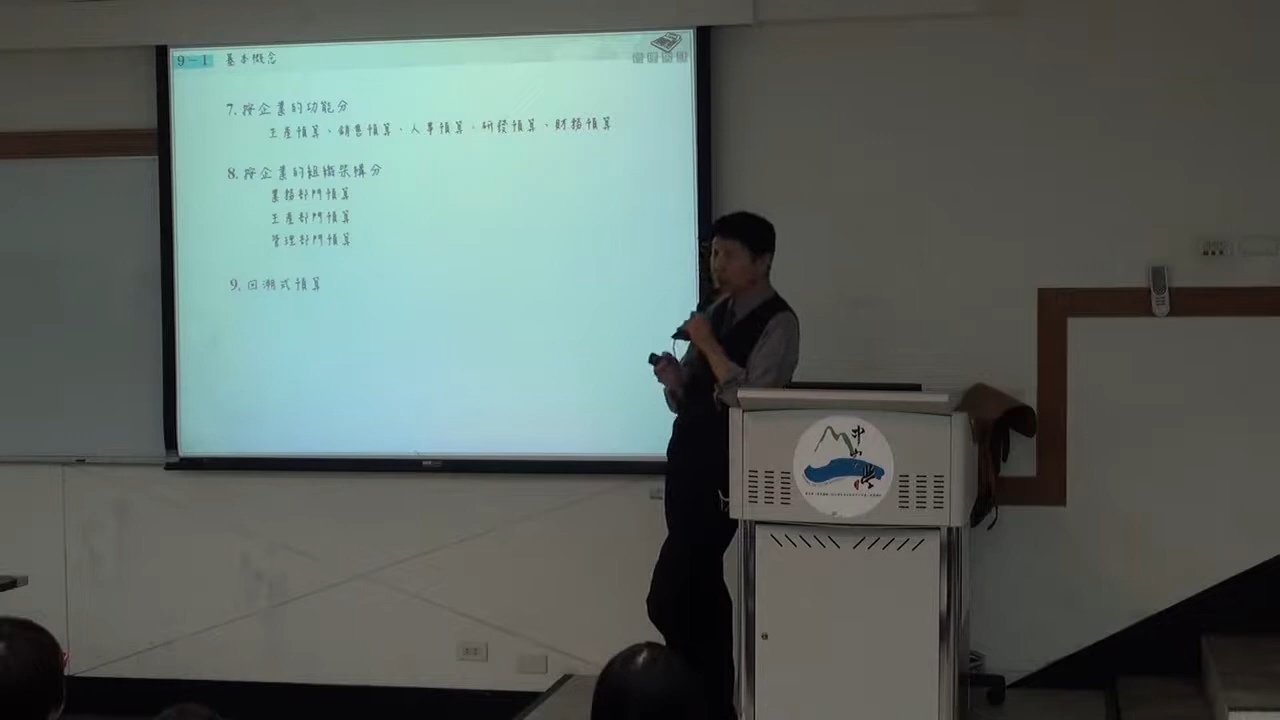 9-1 基本概念
7. 按企業的功能分
生產預算、銷售預算、人事預算、研發預算、財務預算
8. 按企業的組織架構分
業務部門預算
生產部門預算
管理部門預算
9. 回溯式預算